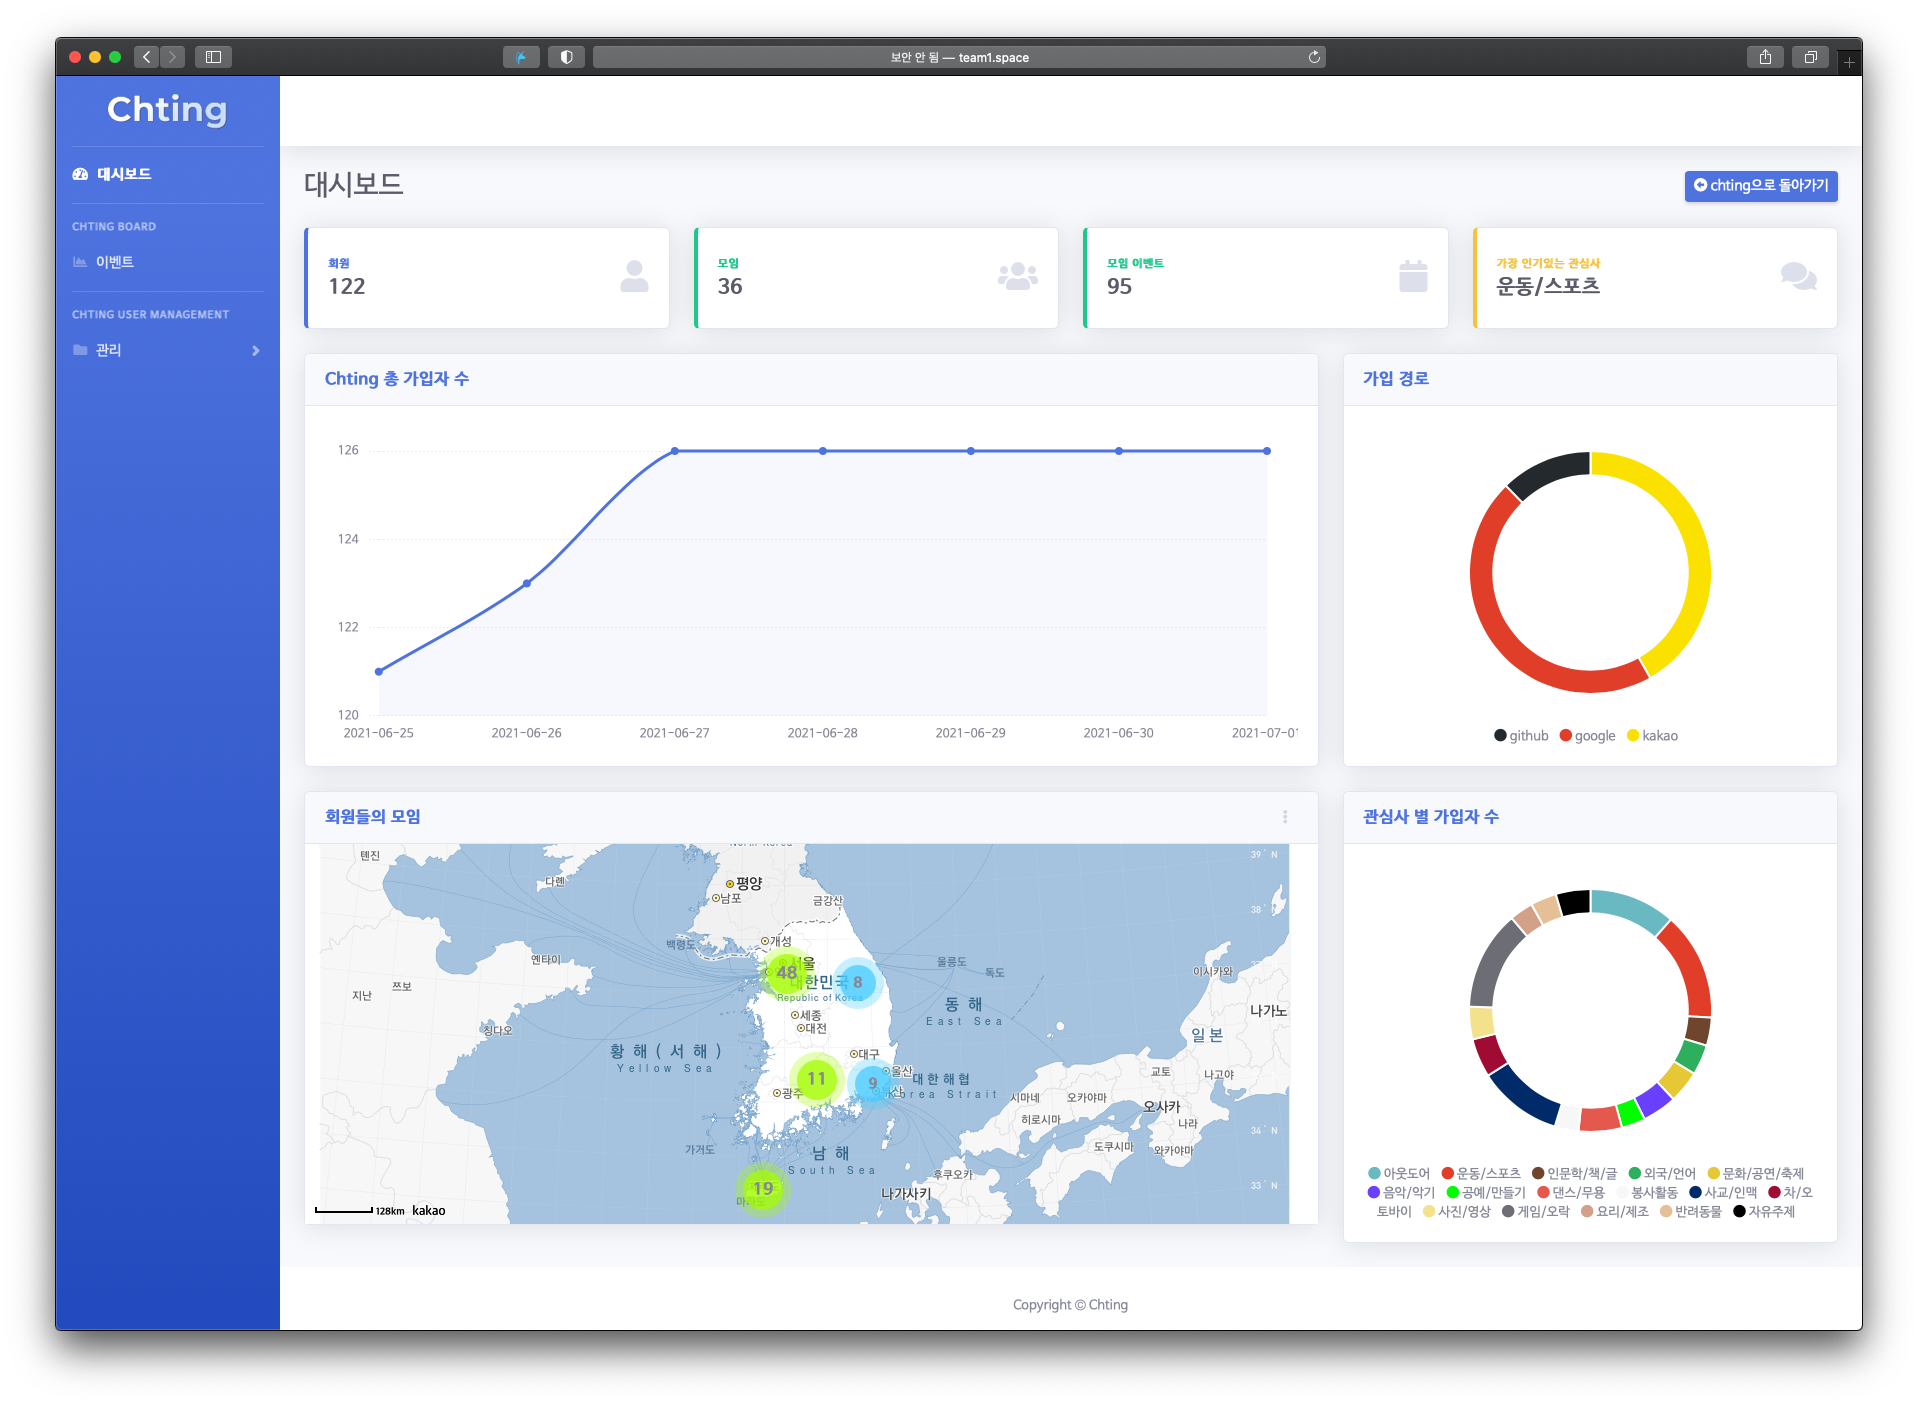 보안 안 됨 — team1.space
Chting
대시보드
CHTING BOARD
이벤트
CHTING USER MANAGEMENT
관리
대시보드
chting으로 돌아가기
회원
122
모임
36
모임 이벤트
95
가장 인기있는 관심사
운동/스포츠
Chting 총 가입자 수
126
124
122
120
2021-06-25 2021-06-26 2021-06-27 2021-06-28 2021-06-29 2021-06-30 2021-07-01
가입 경로
github google kakao
회원들의 모임
톈진
다롄
평양
남포
금강산
39° N
38°
개성
백령도
서울
48
8
대한민국
Republic of Korea
옌타이
쯔보
지난
칭다오
울릉도
독도
이시카와
나가노
세종
대전
동 해
East Sea
일본
황 해 ( 서 해 )
Yellow Sea
대구
울산
11
9
대한해협
Korea Strait
광주
교토
나고야
시마네
오카야마
오사카
히로시마
나라
34° N
가거도
남 해
South Sea
도쿠시마
와카야마
후쿠오카
19
나가사키
33° N
128km kakao
관심사 별 가입자 수
아웃도어 운동/스포츠 인문학/책/글 외국/언어 문화/공연/축제
음악/악기 공예/만들기 댄스/무용 봉사활동 사교/인맥 차/오
토바이 사진/영상 게임/오락 요리/제조 반려동물 자유주제
Copyright © Chting